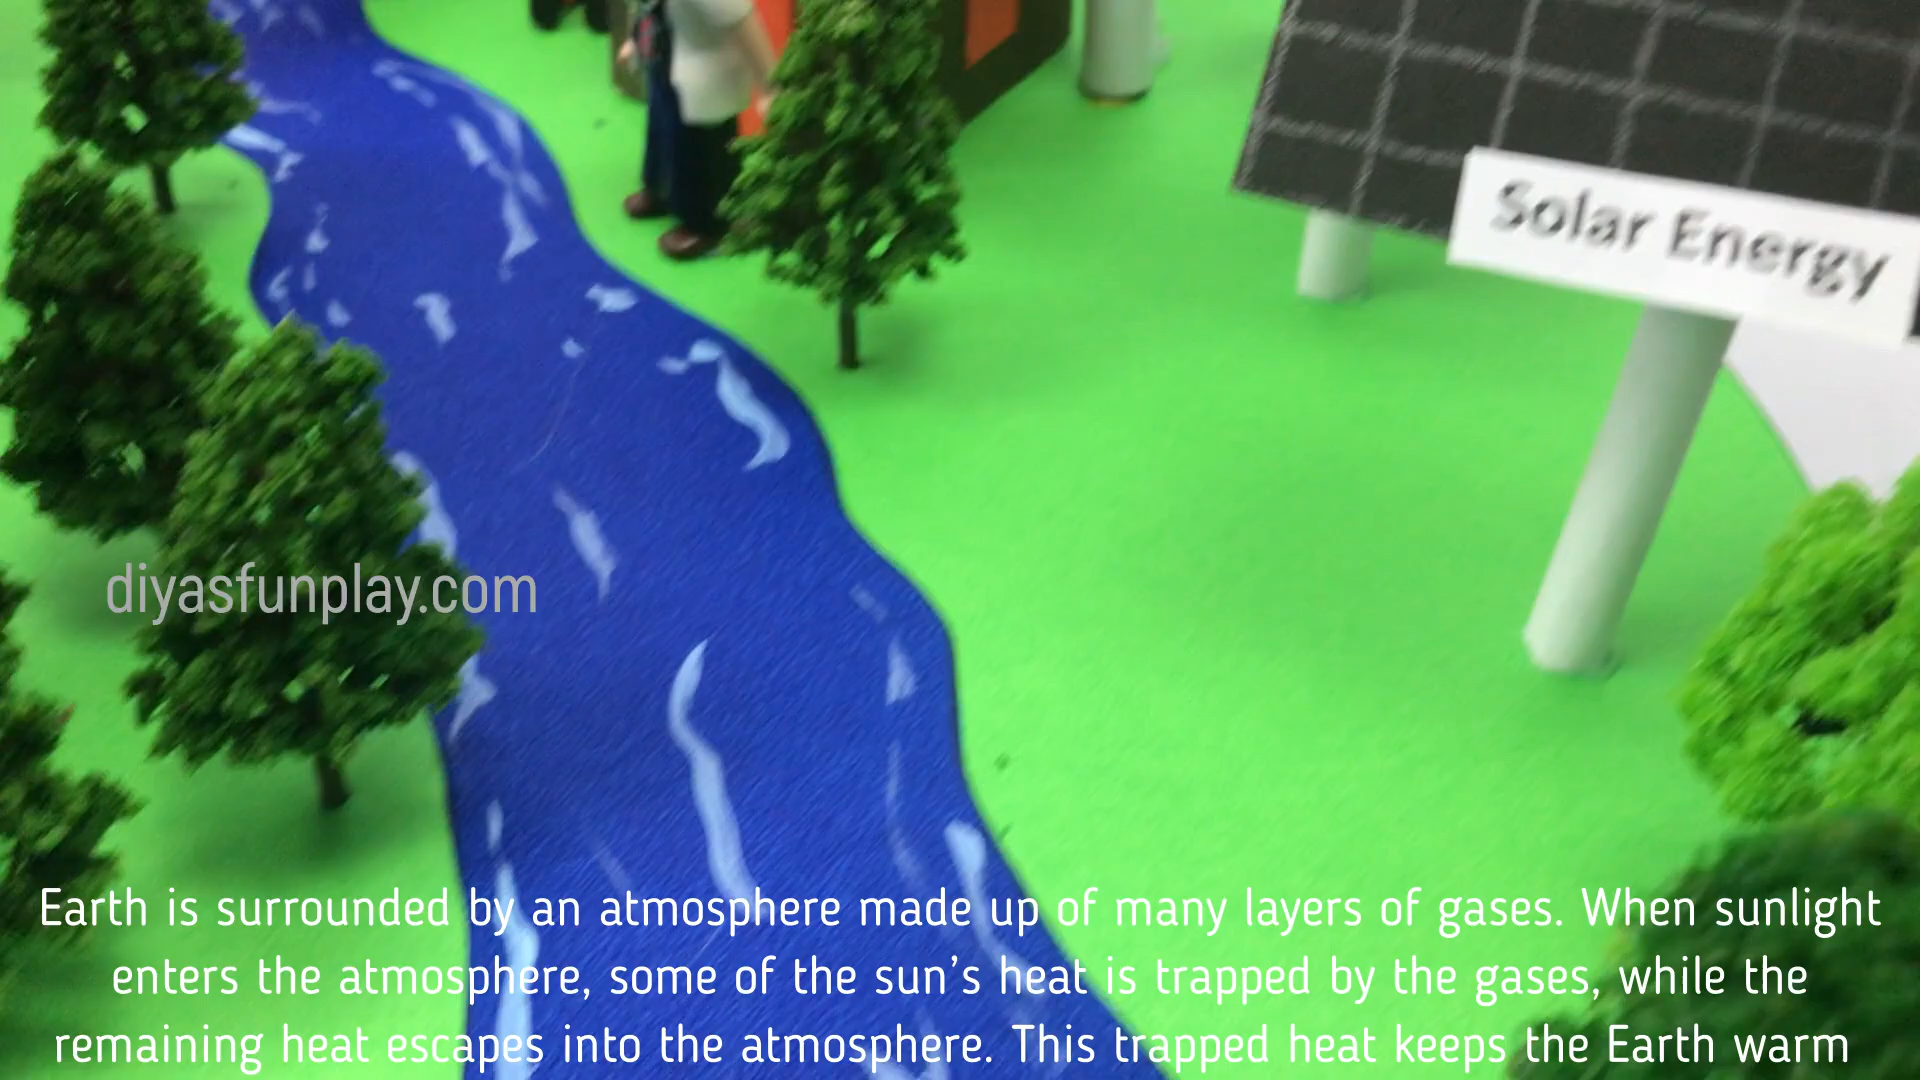 Solar Energy
diyasfunplay.com
Earth is surrounded by an atmosphere made up of many layers of gases. When sunlight
enters the atmosphere, some of the sun’s heat is trapped by the gases, while the
remaining heat escapes into the atmosphere. This trapped heat keeps the Earth warm